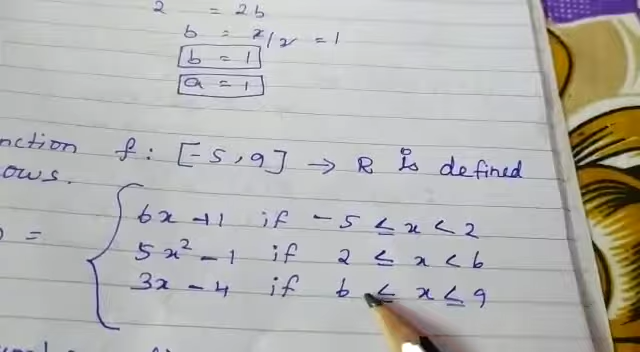 2 = 2b
b = 2/2 = 1
b = 1
a = 1
nction f : [-5, 9] → R is defined
ows.
= { 6x + 1 if -5 ≤ x < 2
5x² - 1 if 2 ≤ x < 6
3x - 4 if 6 ≤ x ≤ 9